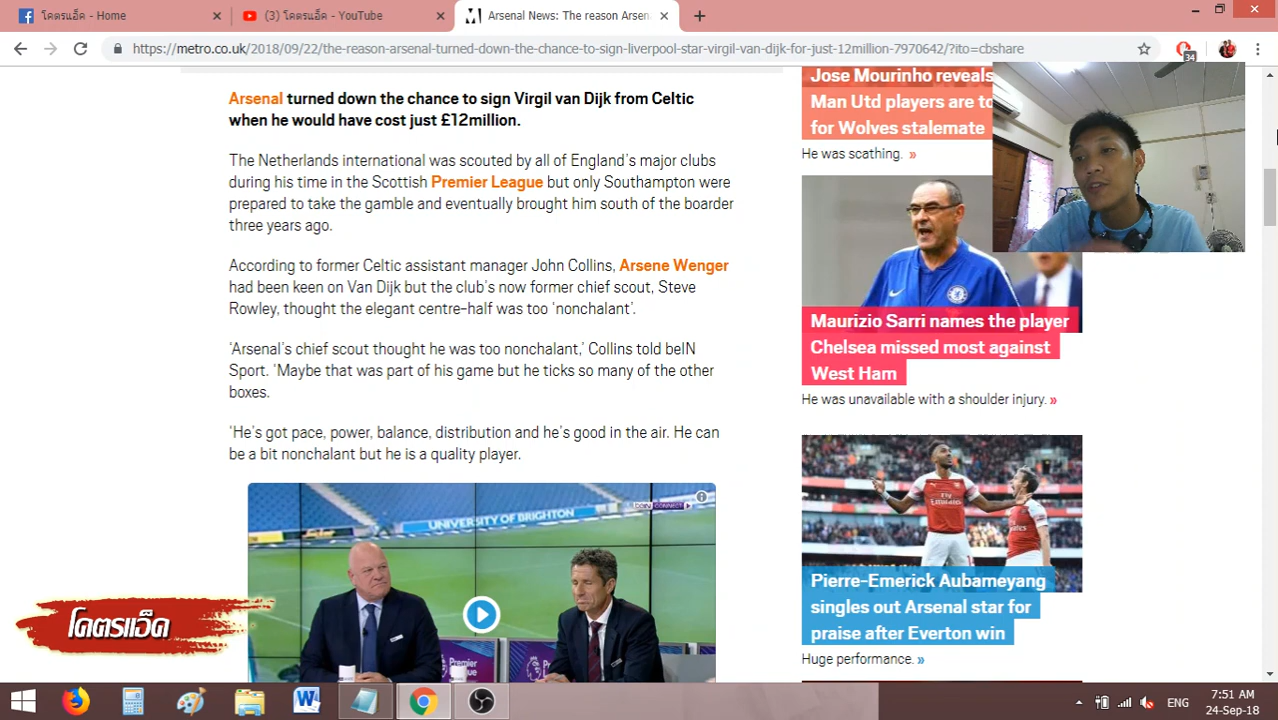 โคตรแอ็ด - Home
(3) โคตรแอ็ด - YouTube
Arsenal News: The reason Arsen
https://metro.co.uk/2018/09/22/the-reason-arsenal-turned-down-the-chance-to-sign-liverpool-star-virgil-van-dijk-for-just-12million-7970642/?ito=cbshare
34
Arsenal turned down the chance to sign Virgil van Dijk from Celtic
when he would have cost just £12million.
The Netherlands international was scouted by all of England's major clubs
during his time in the Scottish Premier League but only Southampton were
prepared to take the gamble and eventually brought him south of the boarder
three years ago.
According to former Celtic assistant manager John Collins, Arsene Wenger
had been keen on Van Dijk but the club's now former chief scout, Steve
Rowley, thought the elegant centre-half was too 'nonchalant'.
'Arsenal's chief scout thought he was too nonchalant,' Collins told beIN
Sport. 'Maybe that was part of his game but he ticks so many of the other
boxes.
'He's got pace, power, balance, distribution and he's good in the air. He can
be a bit nonchalant but he is a quality player.
UNIVERSITY OF BRIGHTON
beIN CONNECT
Premier League
Jose Mourinho reveals
Man Utd players are to
for Wolves stalemate
He was scathing. »
Maurizio Sarri names the player
Chelsea missed most against
West Ham
He was unavailable with a shoulder injury. »
Fly Emirates
Pierre-Emerick Aubameyang
singles out Arsenal star for
praise after Everton win
Huge performance. »
โคตรแอ็ด
ENG
7:51 AM
24-Sep-18